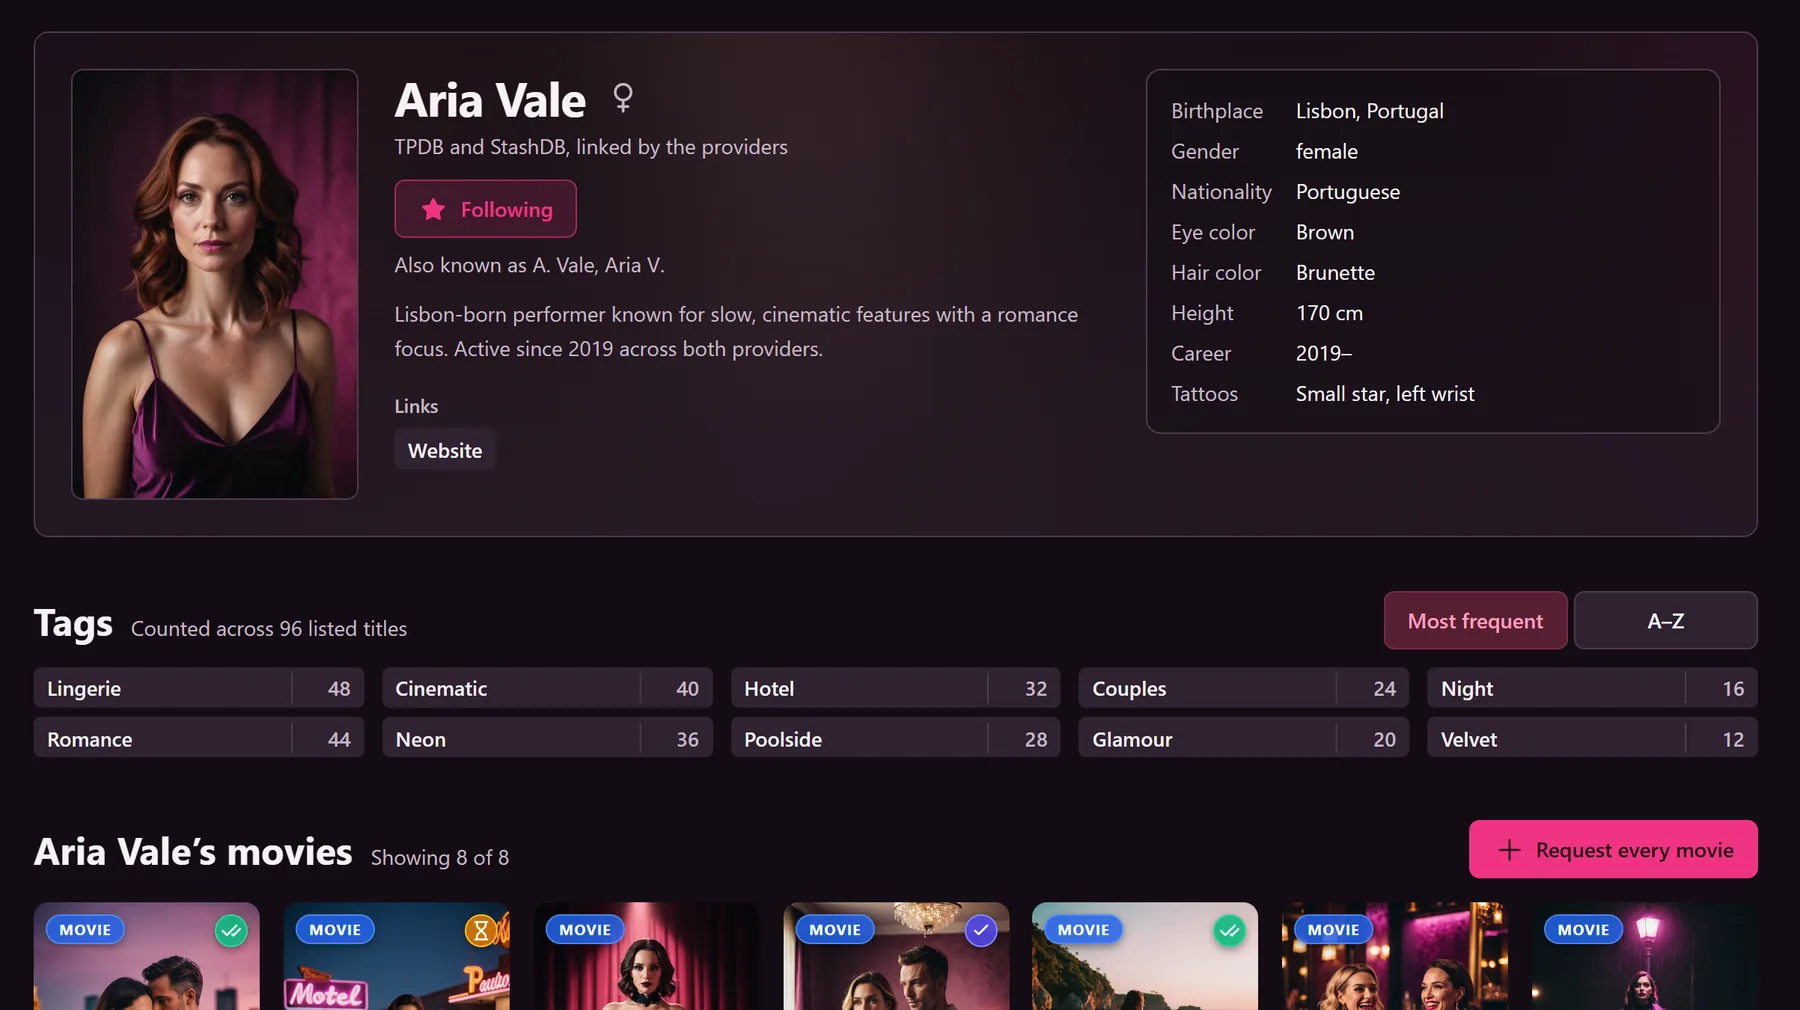 Aria Vale
TPDB and StashDB, linked by the providers
Following
Also known as A. Vale, Aria V.
Lisbon-born performer known for slow, cinematic features with a romance
focus. Active since 2019 across both providers.
Links
Website
Birthplace Lisbon, Portugal
Gender female
Nationality Portuguese
Eye color Brown
Hair color Brunette
Height 170 cm
Career 2019–
Tattoos Small star, left wrist
Tags Counted across 96 listed titles
Most frequent A–Z
Lingerie 48 Cinematic 40 Hotel 32 Couples 24 Night 16
Romance 44 Neon 36 Poolside 28 Glamour 20 Velvet 12
Aria Vale’s movies Showing 8 of 8
Request every movie
MOVIE MOVIE MOVIE MOVIE MOVIE MOVIE MOVIE
Motel